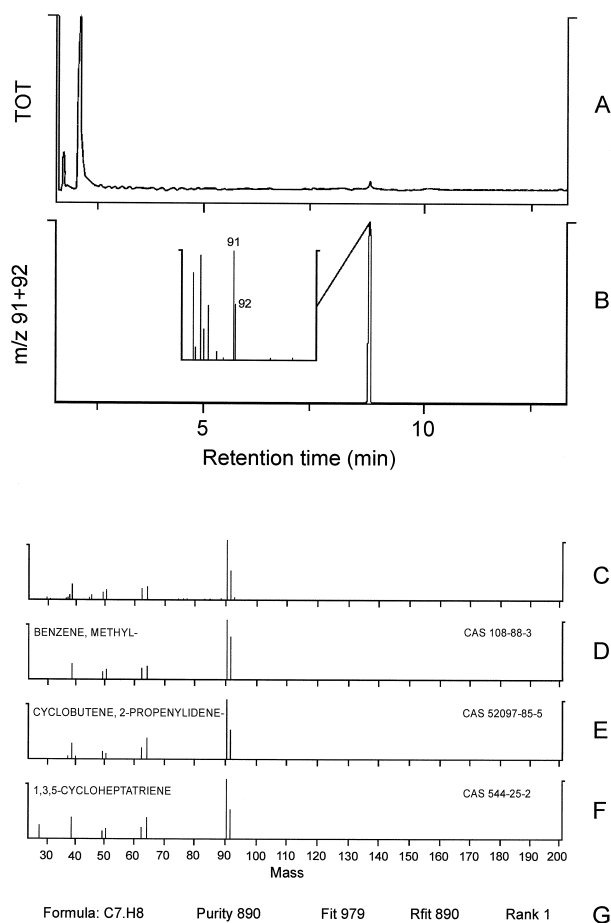 TOT
A
m/z 91+92
91
92
B
5 10
Retention time (min)
C
BENZENE, METHYL- CAS 108-88-3
D
CYCLOBUTENE, 2-PROPENYLIDENE- CAS 52097-85-5
E
1,3,5-CYCLOHEPTATRIENE CAS 544-25-2
F
30 40 50 60 70 80 90 100 110 120 130 140 150 160 170 180 190 200
Mass
Formula: C7.H8 Purity 890 Fit 979 Rfit 890 Rank 1 G